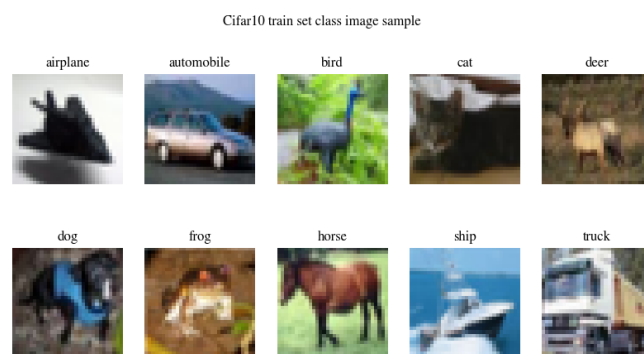 Cifar10 train set class image sample
airplane automobile bird cat deer
dog frog horse ship truck